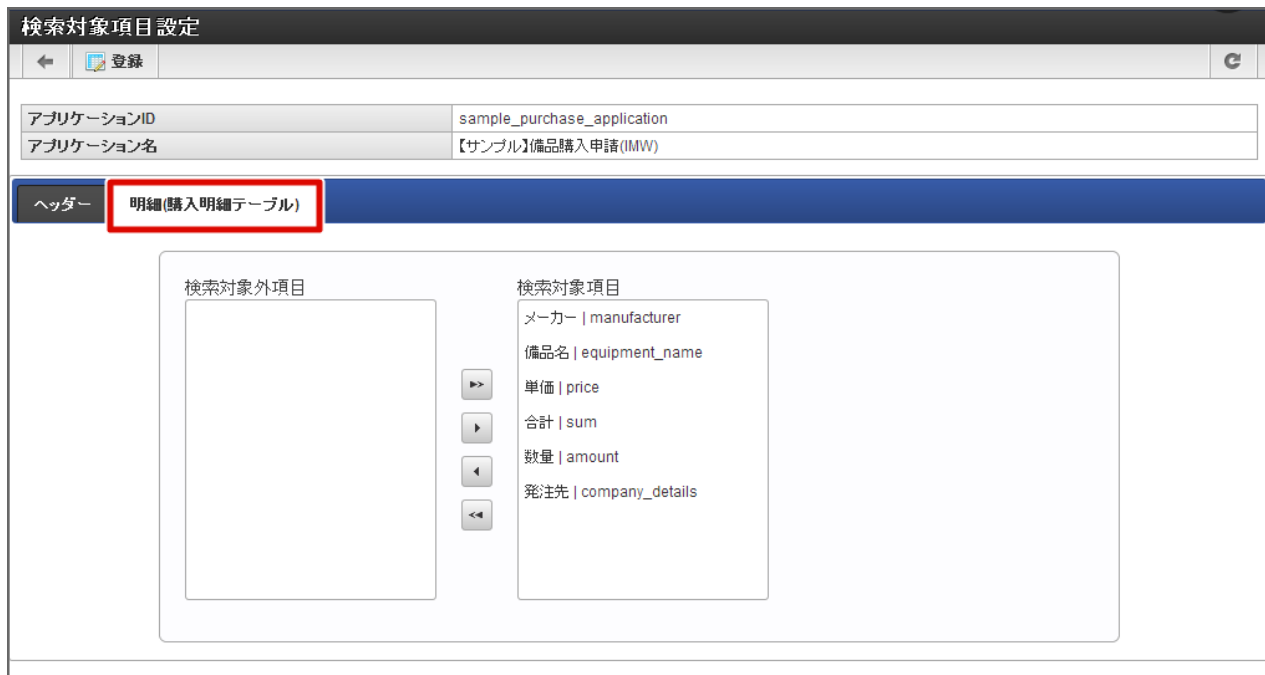 検索対象項目設定
登録
アプリケーションID sample_purchase_application
アプリケーション名 【サンプル】備品購入申請(IMW)
ヘッダー 明細(購入明細テーブル)
検索対象外項目 検索対象項目
メーカー | manufacturer
備品名 | equipment_name
単価 | price
合計 | sum
数量 | amount
発注先 | company_details